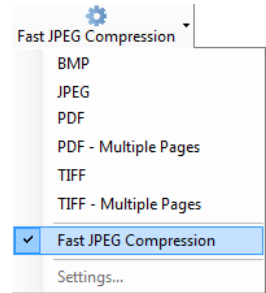 Fast JPEG Compression
BMP
JPEG
PDF
PDF - Multiple Pages
TIFF
TIFF - Multiple Pages
Fast JPEG Compression
Settings...